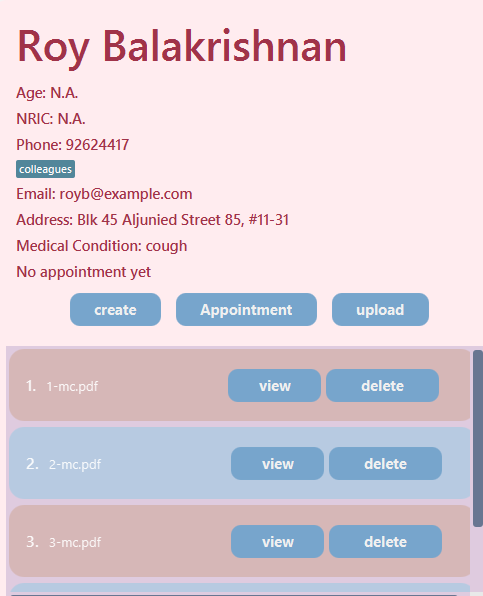 Roy Balakrishnan
Age: N.A.
NRIC: N.A.
Phone: 92624417
colleagues
Email: royb@example.com
Address: Blk 45 Aljunied Street 85, #11-31
Medical Condition: cough
No appointment yet
create Appointment upload
1. 1-mc.pdf view delete
2. 2-mc.pdf view delete
3. 3-mc.pdf view delete